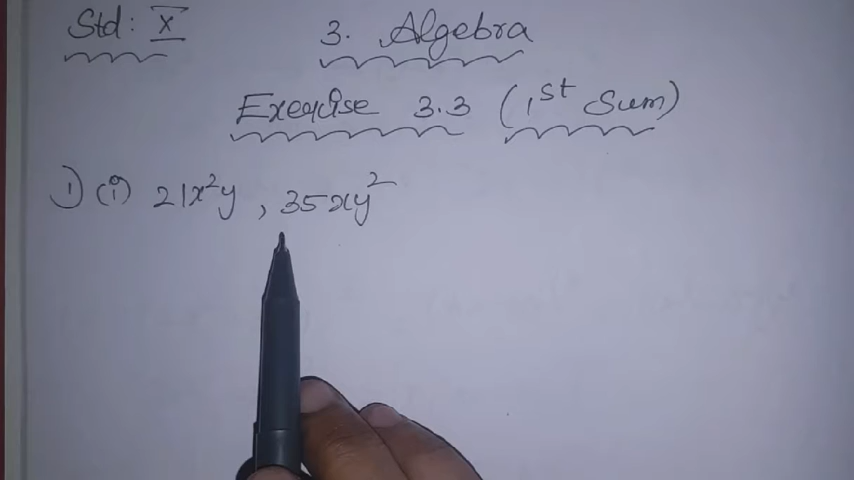 Std: X 3. Algebra
Exercise 3.3 (1st Sum)
1) (i) 21x²y, 35xy²